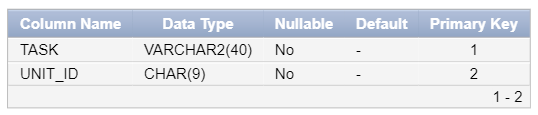 Column Name Data Type Nullable Default Primary Key
TASK VARCHAR2(40) No - 1
UNIT_ID CHAR(9) No - 2
1 - 2